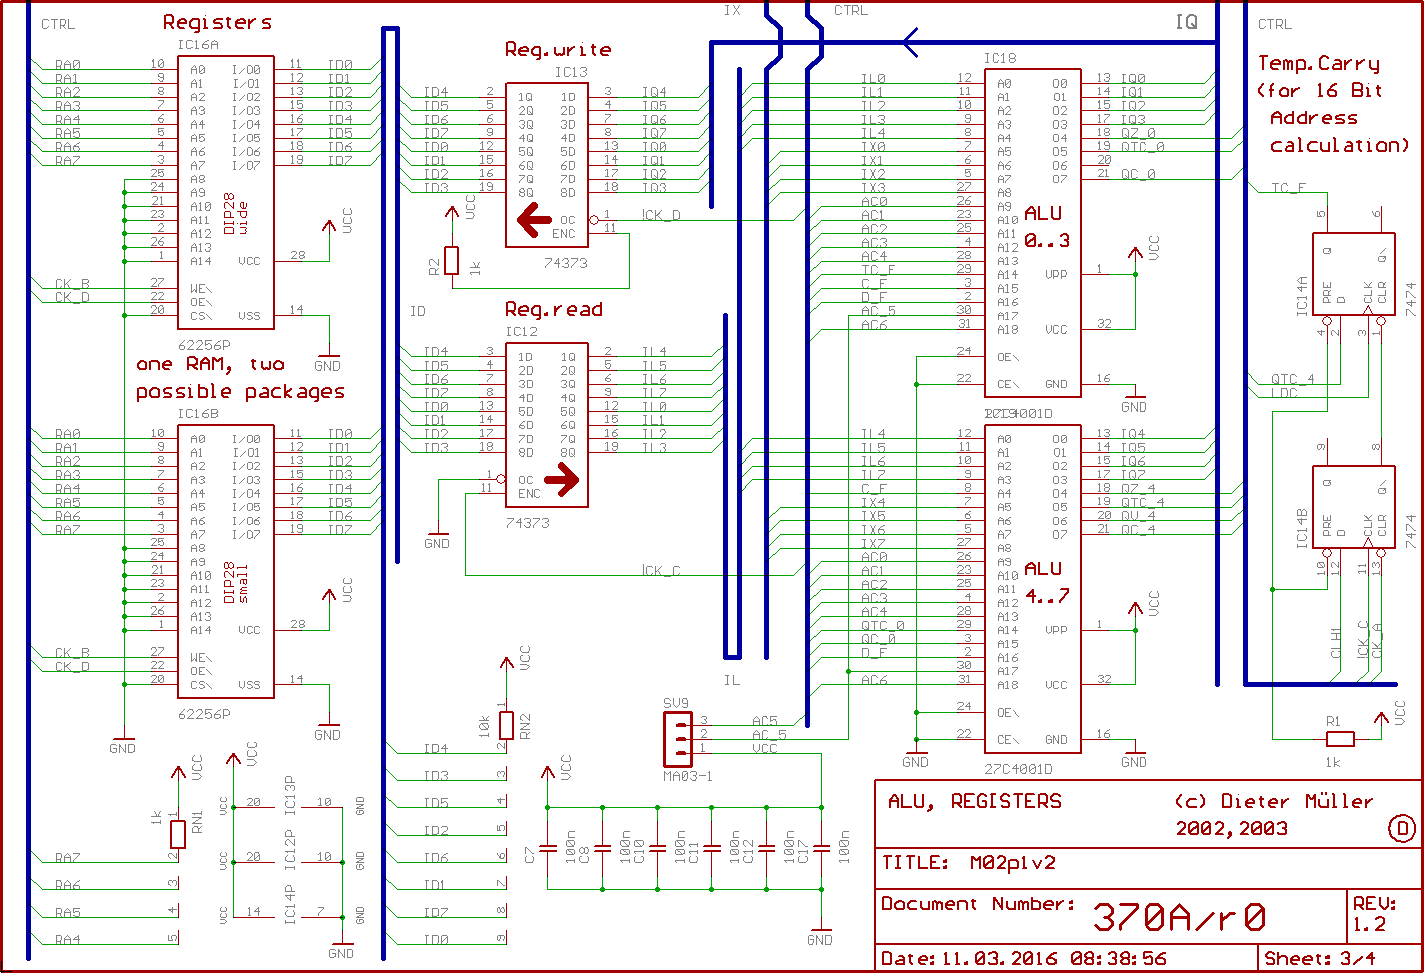 CTRL
Registers
IC16A
RA0 10 A0 I/O0 11 ID0
RA1 9 A1 I/O1 12 ID1
RA2 8 A2 I/O2 13 ID2
RA3 7 A3 I/O3 15 ID3
RA4 6 A4 I/O4 16 ID4
RA5 5 A5 I/O5 17 ID5
RA6 4 A6 I/O6 18 ID6
RA7 3 A7 I/O7 19 ID7
25 A8
24 A9
21 A10
23 A11
2 A12
26 A13
1 A14 VCC 28
DIP28
wide
VCC
CK_B 27 WE\
CK_D 22 OE\
20 CS\ VSS 14
GND
62256P
one RAM, two
possible packages
IC16B
RA0 10 A0 I/O0 11 ID0
RA1 9 A1 I/O1 12 ID1
RA2 8 A2 I/O2 13 ID2
RA3 7 A3 I/O3 15 ID3
RA4 6 A4 I/O4 16 ID4
RA5 5 A5 I/O5 17 ID5
RA6 4 A6 I/O6 18 ID6
RA7 3 A7 I/O7 19 ID7
25 A8
24 A9
21 A10
23 A11
2 A12
26 A13
1 A14 VCC 28
DIP28
small
VCC
CK_B 27 WE\
CK_D 22 OE\
20 CS\ VSS 14
62256P
GND
GND
VCC
1k
RN1
1
RA7 2
RA6 3
RA5 4
RA4 5
VCC
VCC 20 IC13P 10 GND
VCC 20 IC12P 10 GND
VCC 14 IC14P 7 GND
GND
Reg.write
IC13
ID4 2 1Q 1D 3 IQ4
ID5 5 2Q 2D 4 IQ5
ID6 6 3Q 3D 7 IQ6
ID7 9 4Q 4D 8 IQ7
ID0 12 5Q 5D 13 IQ0
ID1 15 6Q 6D 14 IQ1
ID2 16 7Q 7D 17 IQ2
ID3 19 8Q 8D 18 IQ3
OC 1 !CK_D
ENC 11
74373
VCC
R2
1k
ID
Reg.read
IC12
ID4 3 1D 1Q 2 IL4
ID5 4 2D 2Q 5 IL5
ID6 7 3D 3Q 6 IL6
ID7 8 4D 4Q 9 IL7
ID0 13 5D 5Q 12 IL0
ID1 14 6D 6Q 15 IL1
ID2 17 7D 7Q 16 IL2
ID3 18 8D 8Q 19 IL3
1 OC
11 ENC
74373
GND
!CK_C
VCC
10k
RN2
1
ID4 2
ID3 3
ID5 4
ID2 5
ID6 6
ID1 7
ID7 8
ID0 9
IL
SV9
3 AC5
2 AC_5
1 VCC
MA03-1
VCC
C7 100n
C8 100n
C10 100n
C11 100n
C12 100n
C17 100n
GND
IX
CTRL
IQ
IC18
IL0 12 A0 O0 13 IQ0
IL1 11 A1 O1 14 IQ1
IL2 10 A2 O2 15 IQ2
IL3 9 A3 O3 17 IQ3
IL4 8 A4 O4 18 QZ_0
IX0 7 A5 O5 19 QTC_0
IX1 6 A6 O6 20
IX2 5 A7 O7 21 QC_0
IX3 27 A8
AC0 26 A9
AC1 23 A10
AC2 25 A11
AC3 4 A12
AC4 28 A13
TC_F 29 A14 VPP 1
C_F 3 A15
D_F 2 A16
AC_5 30 A17
AC6 31 A18 VCC 32
24 OE\
22 CE\ GND 16
ALU
0..3
VCC
GND
27C4001D
IL4 12 A0 O0 13 IQ4
IL5 11 A1 O1 14 IQ5
IL6 10 A2 O2 15 IQ6
IL7 9 A3 O3 17 IQ7
C_F 8 A4 O4 18 QZ_4
IX4 7 A5 O5 19 QTC_4
IX5 6 A6 O6 20 QV_4
IX6 5 A7 O7 21 QC_4
IX7 27 A8
AC0 26 A9
AC1 23 A10
AC2 25 A11
AC3 4 A12
AC4 28 A13
QTC_0 29 A14 VPP 1
QC_0 3 A15
D_F 2 A16
30 A17
AC6 31 A18 VCC 32
24 OE\
22 CE\ GND 16
ALU
4..7
VCC
GND
GND
27C4001D
CTRL
Temp.Carry
(for 16 Bit
Address
calculation)
TC_F
5 6
Q Q\
PRE D CLK CLR
IC14A
7474
4 2 3 1
QTC_4
LDC
9 8
Q Q\
PRE D CLK CLR
IC14B
7474
10 12 11 13
CLH1
!CK_C
CK_A
R1
1k
VCC
ALU, REGISTERS
(c) Dieter Müller
2002,2003
D
TITLE: M02p1v2
Document Number:
370A/r0
REV:
1.2
Date: 11.03.2016 08:38:56
Sheet: 3/4